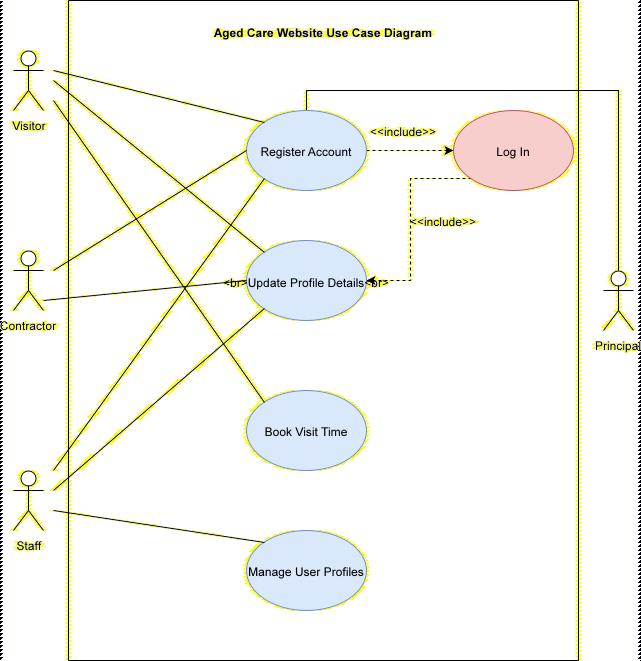 Aged Care Website Use Case Diagram
Visitor
<<include>>
Register Account
Log In
<<include>>
Contractor
<br>Update Profile Details<br>
Principal
Book Visit Time
Staff
Manage User Profiles